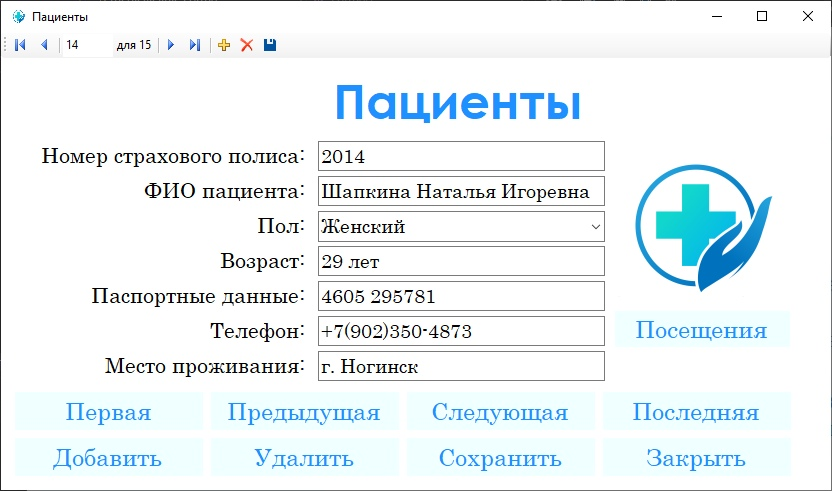 Пациенты
14 для 15
Пациенты
Номер страхового полиса: 2014
ФИО пациента: Шапкина Наталья Игоревна
Пол: Женский
Возраст: 29 лет
Паспортные данные: 4605 295781
Телефон: +7(902)350-4873
Посещения
Место проживания: г. Ногинск
Первая Предыдущая Следующая Последняя
Добавить Удалить Сохранить Закрыть